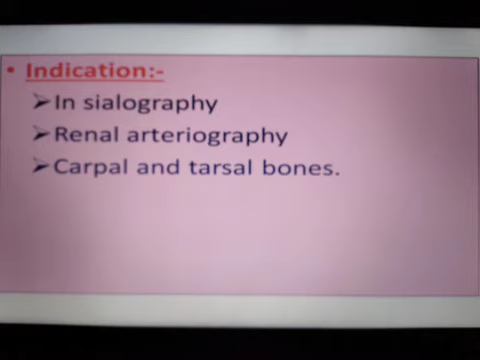 • Indication:-
➢In sialography
➢Renal arteriography
➢Carpal and tarsal bones.